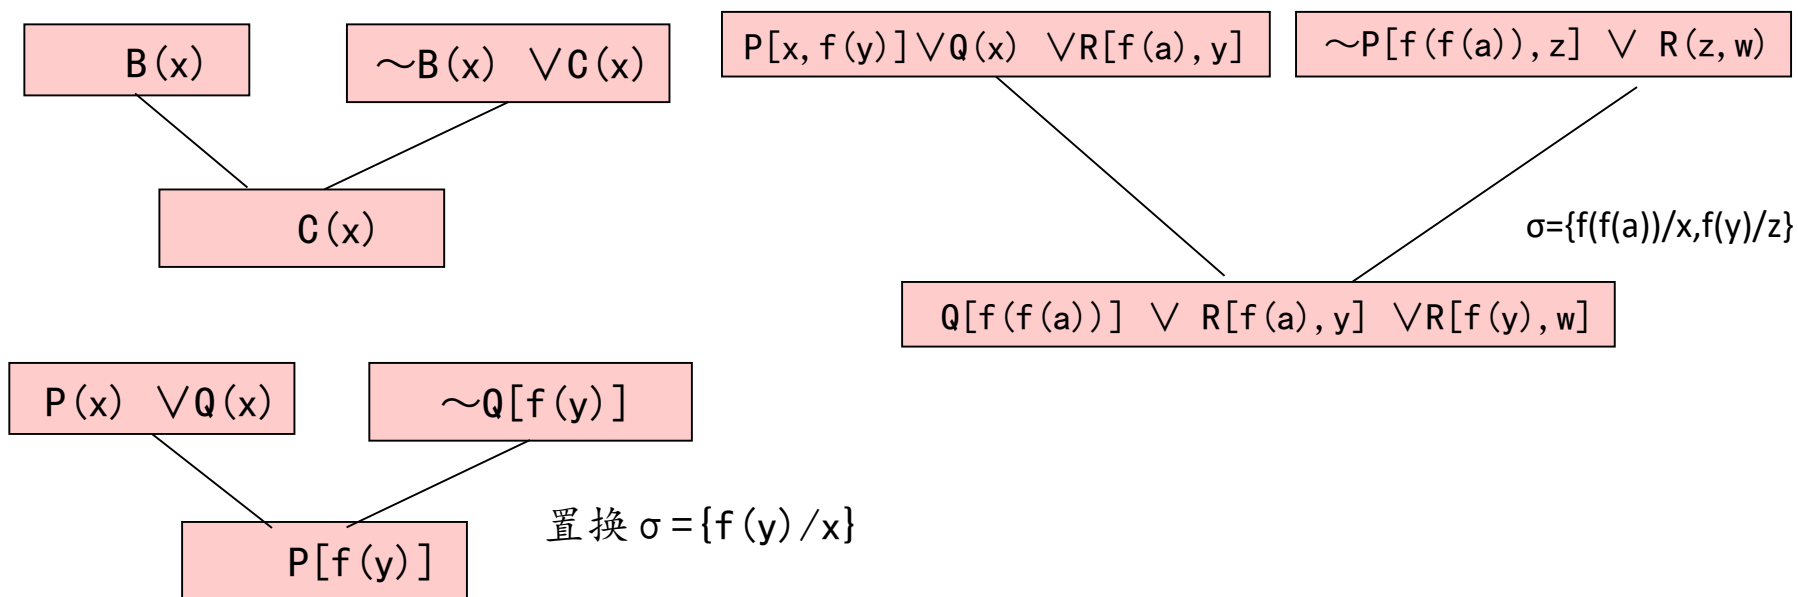 B(x)
～B(x) ∨C(x)
C(x)
P[x,f(y)]∨Q(x) ∨R[f(a),y]
～P[f(f(a)),z] ∨ R(z,w)
σ={f(f(a))/x,f(y)/z}
Q[f(f(a))] ∨ R[f(a),y] ∨R[f(y),w]
P(x) ∨Q(x)
～Q[f(y)]
P[f(y)]
置换σ={f(y)/x}